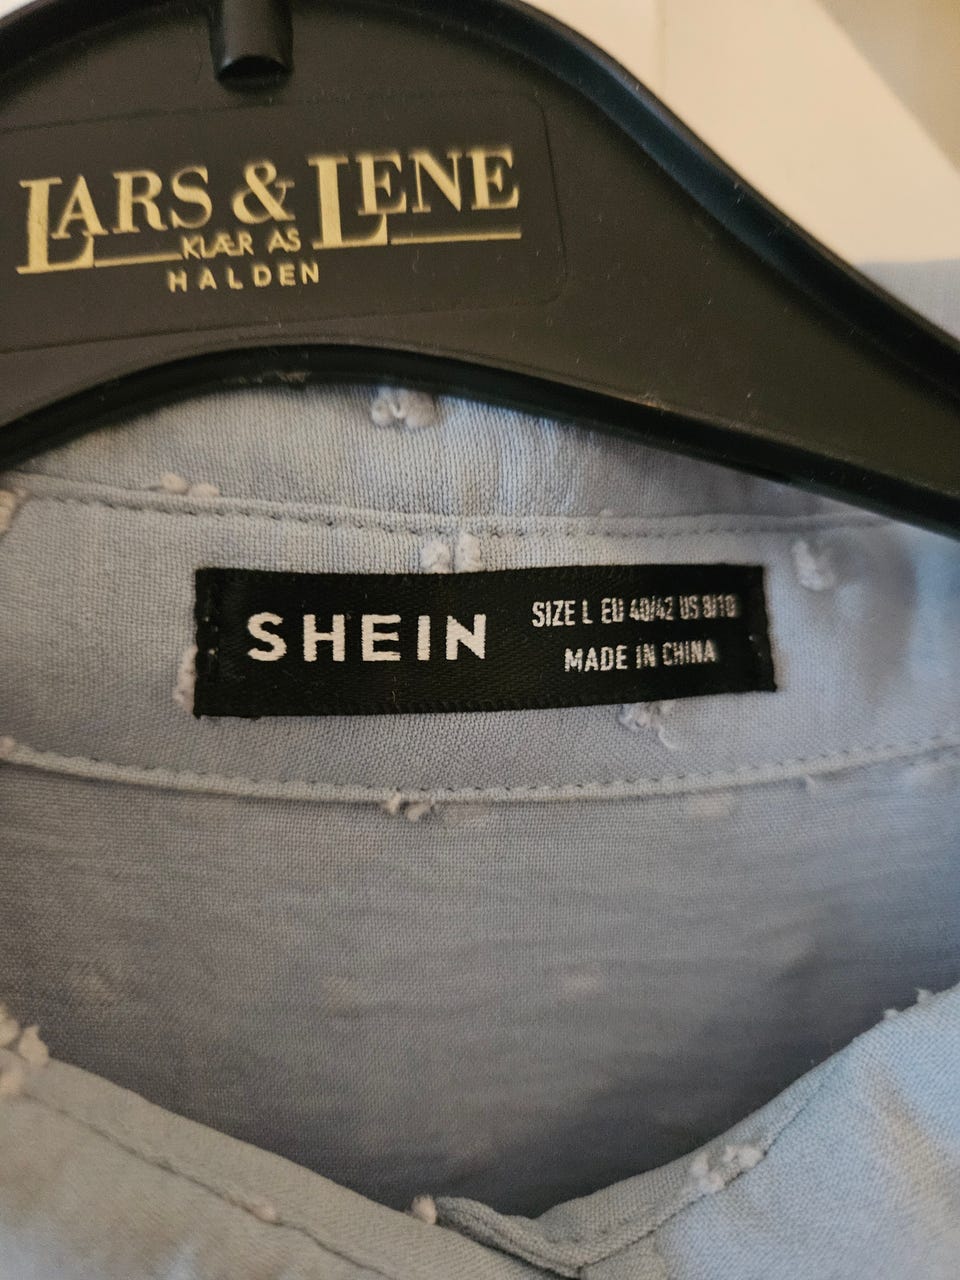 LARS & LENE
KLÆR AS
HALDEN
SHEIN
SIZE L EU 40/42 US 8/10
MADE IN CHINA